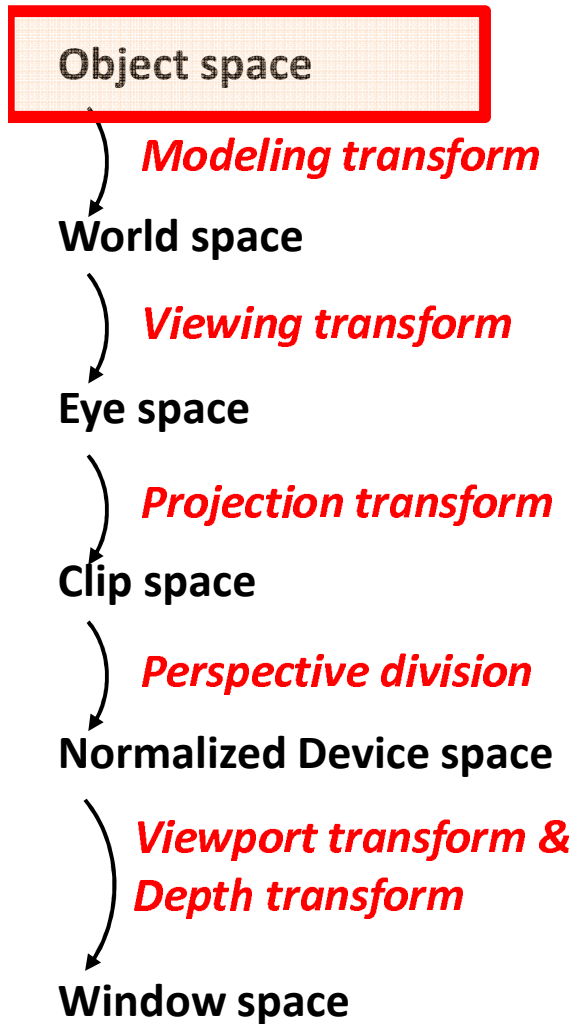 Object space
Modeling transform
World space
Viewing transform
Eye space
Projection transform
Clip space
Perspective division
Normalized Device space
Viewport transform &
Depth transform
Window space